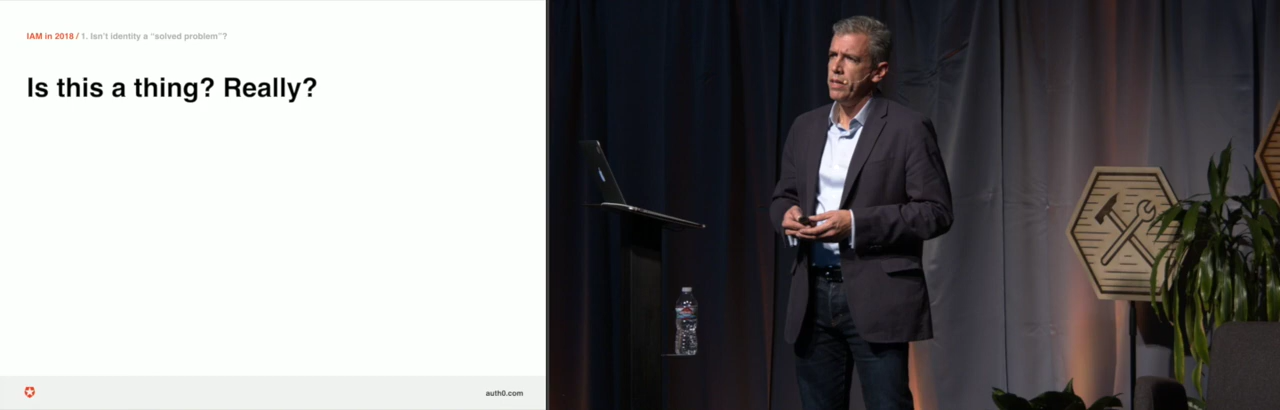 IAM in 2018 / 1. Isn't identity a "solved problem"?
Is this a thing? Really?
auth0.com